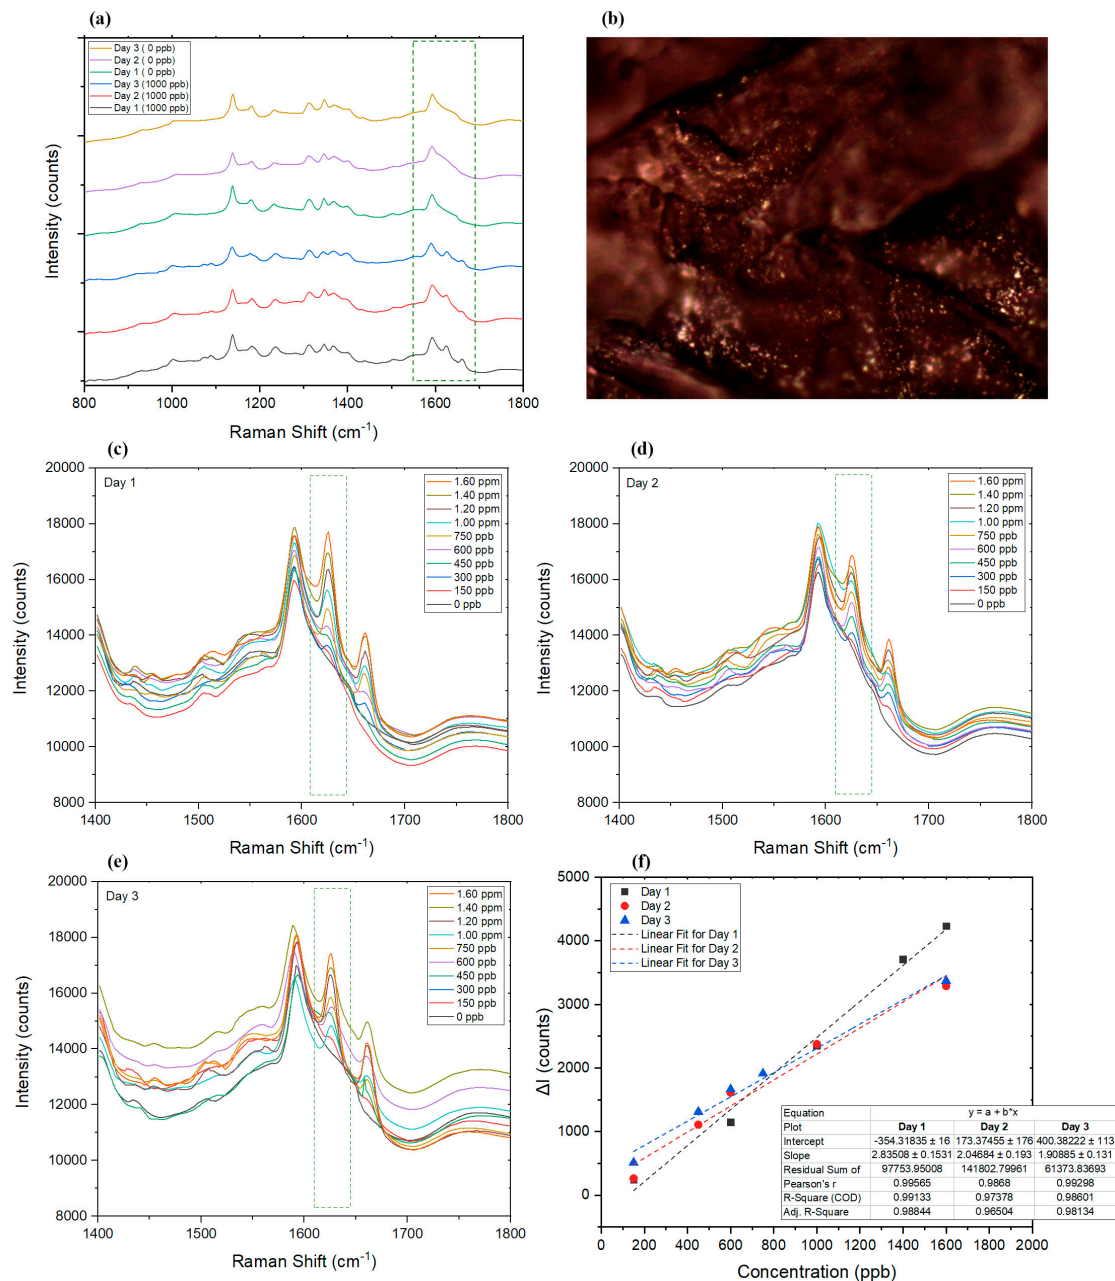 (a)
Day 3 ( 0 ppb)
Day 2 ( 0 ppb)
Day 1 ( 0 ppb)
Day 3 (1000 ppb)
Day 2 (1000 ppb)
Day 1 (1000 ppb)
Intensity (counts)
800 1000 1200 1400 1600 1800
Raman Shift (cm⁻¹)
(b)
(c)
Day 1
1.60 ppm
1.40 ppm
1.20 ppm
1.00 ppm
750 ppb
600 ppb
450 ppb
300 ppb
150 ppb
0 ppb
20000
18000
16000
14000
12000
10000
8000
Intensity (counts)
1400 1500 1600 1700 1800
Raman Shift (cm⁻¹)
(d)
Day 2
1.60 ppm
1.40 ppm
1.20 ppm
1.00 ppm
750 ppb
600 ppb
450 ppb
300 ppb
150 ppb
0 ppb
20000
18000
16000
14000
12000
10000
8000
Intensity (counts)
1400 1500 1600 1700 1800
Raman Shift (cm⁻¹)
(e)
Day 3
1.60 ppm
1.40 ppm
1.20 ppm
1.00 ppm
750 ppb
600 ppb
450 ppb
300 ppb
150 ppb
0 ppb
20000
18000
16000
14000
12000
10000
8000
Intensity (counts)
1400 1500 1600 1700 1800
Raman Shift (cm⁻¹)
(f)
Day 1
Day 2
Day 3
Linear Fit for Day 1
Linear Fit for Day 2
Linear Fit for Day 3
5000
4000
3000
2000
1000
0
ΔI (counts)
Equation y = a + b*x
Plot Day 1 Day 2 Day 3
Intercept -354.31835 ± 16 173.37455 ± 176 400.38222 ± 113
Slope 2.83508 ± 0.1531 2.04684 ± 0.193 1.90885 ± 0.131
Residual Sum of 97753.95008 141802.79961 61373.83693
Pearson's r 0.99565 0.9868 0.99298
R-Square (COD) 0.99133 0.97378 0.98601
Adj. R-Square 0.98844 0.96504 0.98134
0 200 400 600 800 1000 1200 1400 1600 1800 2000
Concentration (ppb)